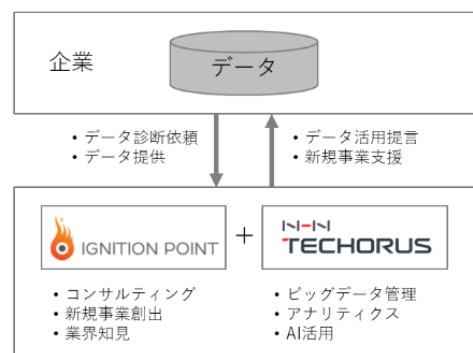 企業
データ
• データ診断依頼
• データ提供
• データ活用提言
• 新規事業支援
IGNITION POINT
+
NHN
TECHORUS
• コンサルティング
• 新規事業創出
• 業界知見
• ビッグデータ管理
• アナリティクス
• AI活用